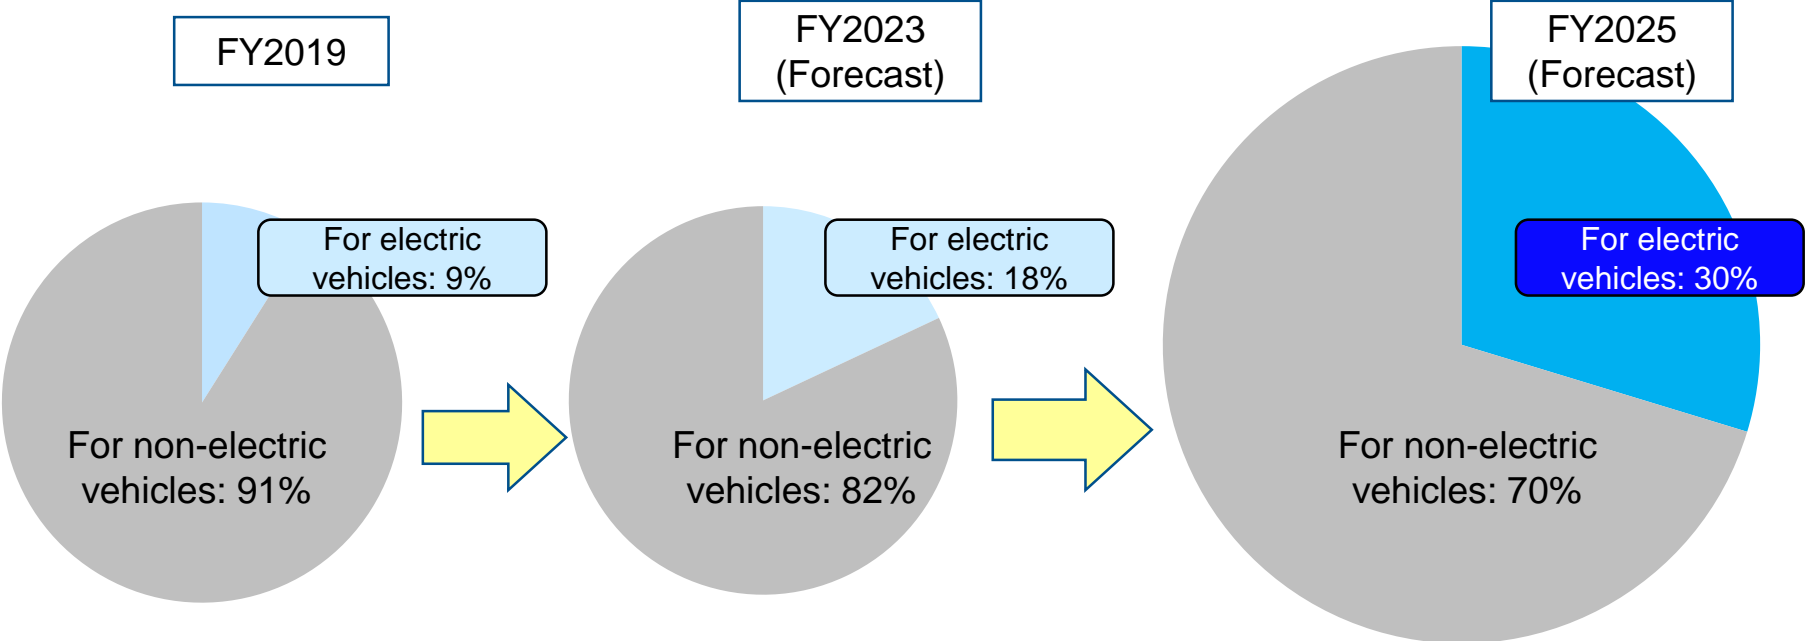 FY2019
FY2023
(Forecast)
FY2025
(Forecast)
For electric
vehicles: 9%
For non-electric
vehicles: 91%
For electric
vehicles: 18%
For non-electric
vehicles: 82%
For electric
vehicles: 30%
For non-electric
vehicles: 70%